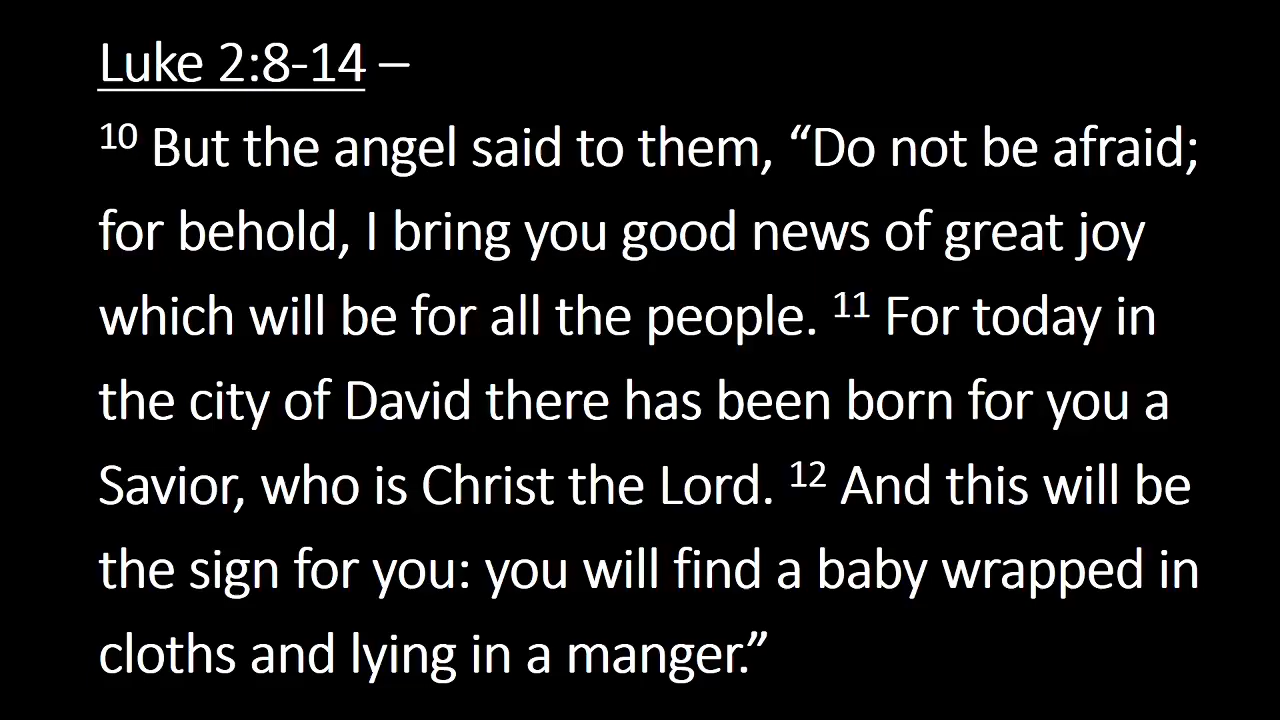 Luke 2:8-14 –
10 But the angel said to them, “Do not be afraid;
for behold, I bring you good news of great joy
which will be for all the people. 11 For today in
the city of David there has been born for you a
Savior, who is Christ the Lord. 12 And this will be
the sign for you: you will find a baby wrapped in
cloths and lying in a manger.”